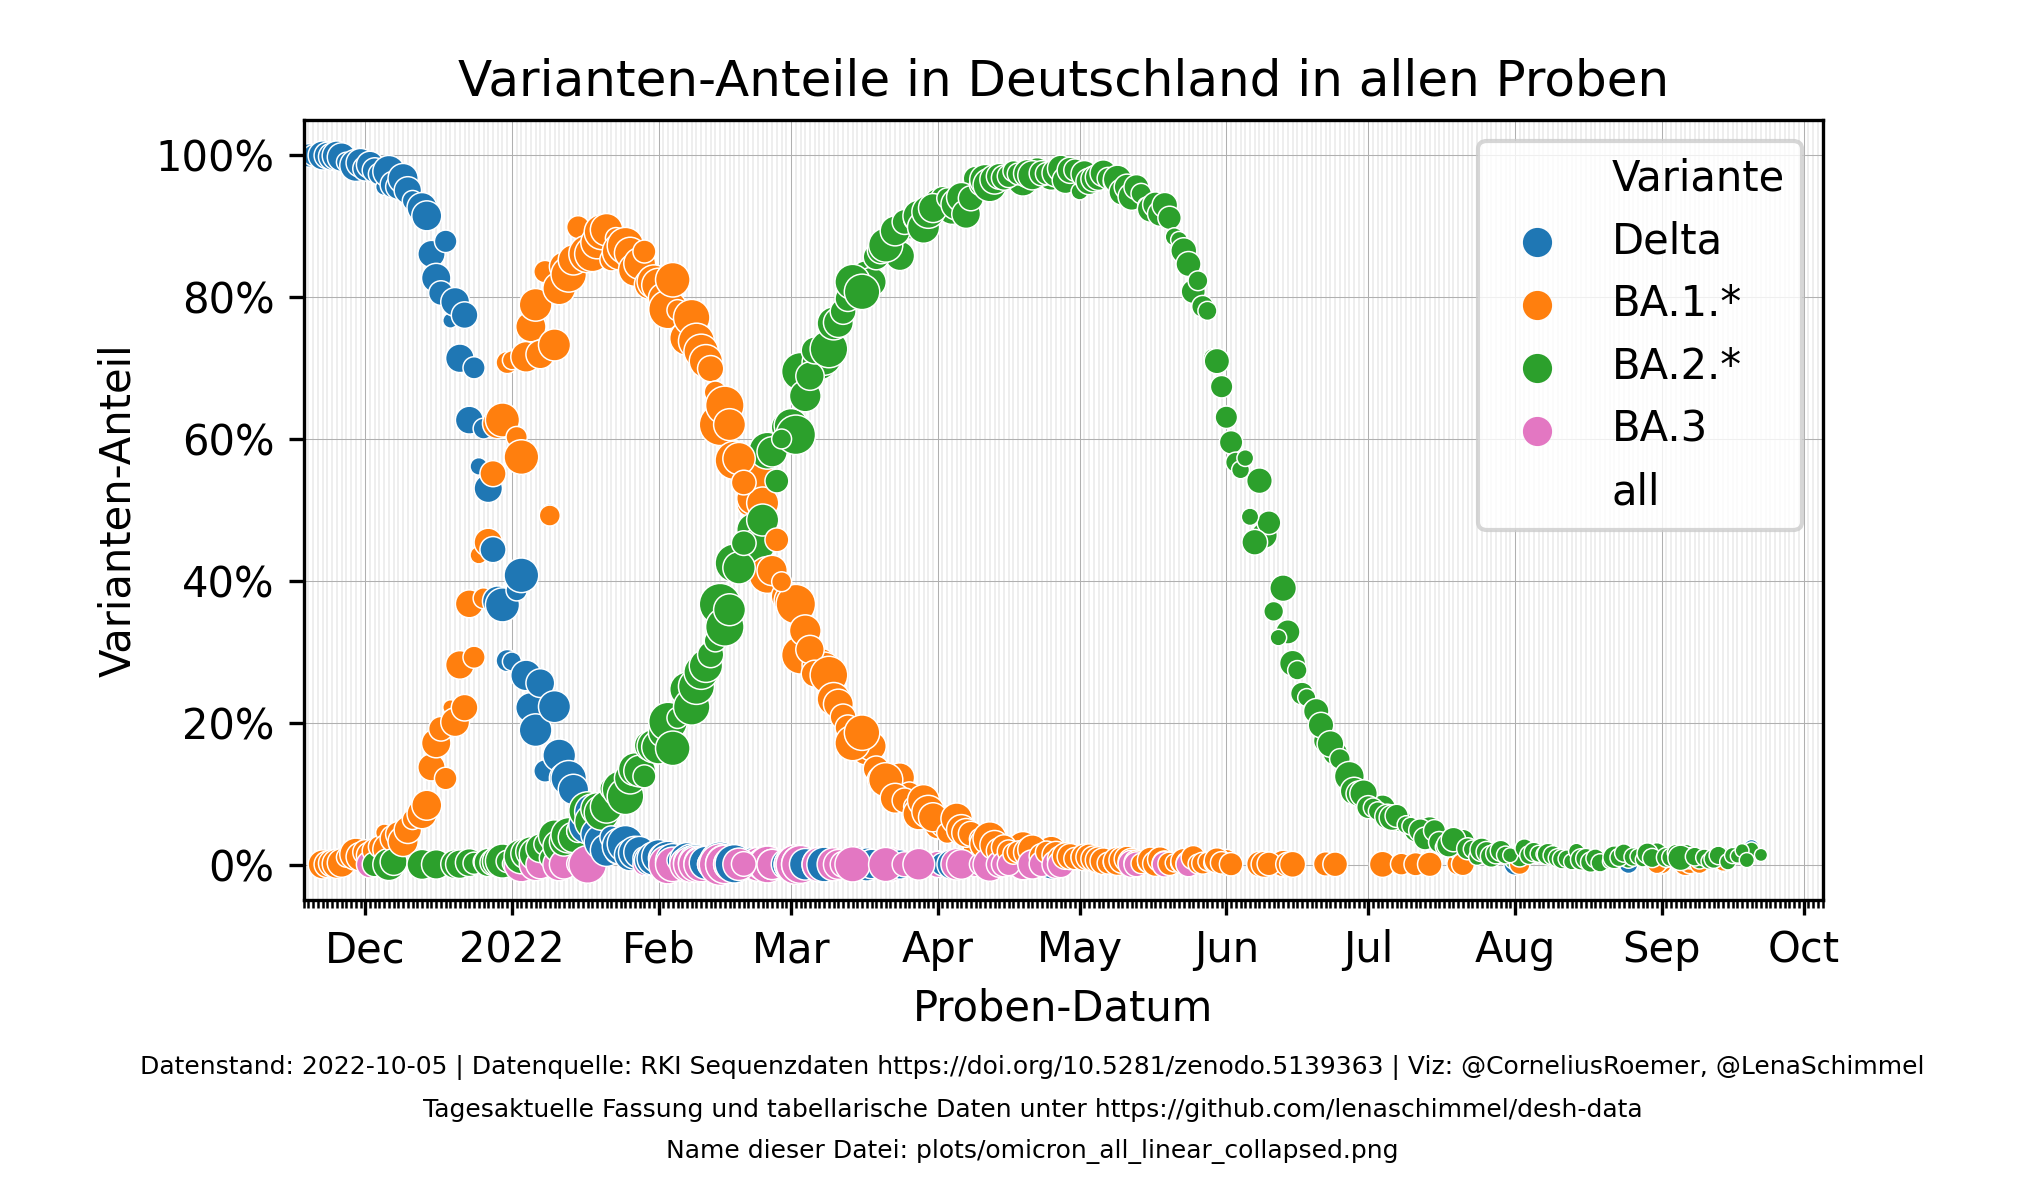 Varianten-Anteile in Deutschland in allen Proben
Varianten-Anteil
100%
80%
60%
40%
20%
0%
Variante
Delta
BA.1.*
BA.2.*
BA.3
all
Dec 2022 Feb Mar Apr May Jun Jul Aug Sep Oct
Proben-Datum
Datenstand: 2022-10-05 | Datenquelle: RKI Sequenzdaten https://doi.org/10.5281/zenodo.5139363 | Viz: @CorneliusRoemer, @LenaSchimmel
Tagesaktuelle Fassung und tabellarische Daten unter https://github.com/lenaschimmel/desh-data
Name dieser Datei: plots/omicron_all_linear_collapsed.png